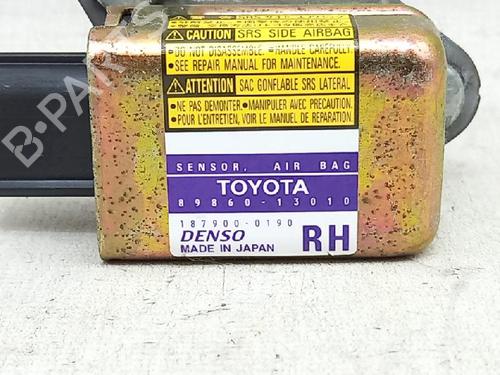 CAUTION SRS SIDE AIRBAG
•DO NOT DISASSEMBLE. •HANDLE CAREFULLY
•SEE REPAIR MANUAL FOR MAINTENANCE.
ATTENTION SAC GONFLABLE SRS LATERAL
•NE PAS DEMONTER. •MANIPULER AVEC PRECAUTION.
•POUR L'ENTRETIEN, VOIR LE MANUEL DE REPARATION
SENSOR, AIR BAG
TOYOTA
89860-13010
187900-0190
DENSO
MADE IN JAPAN
RH
B-PARTS